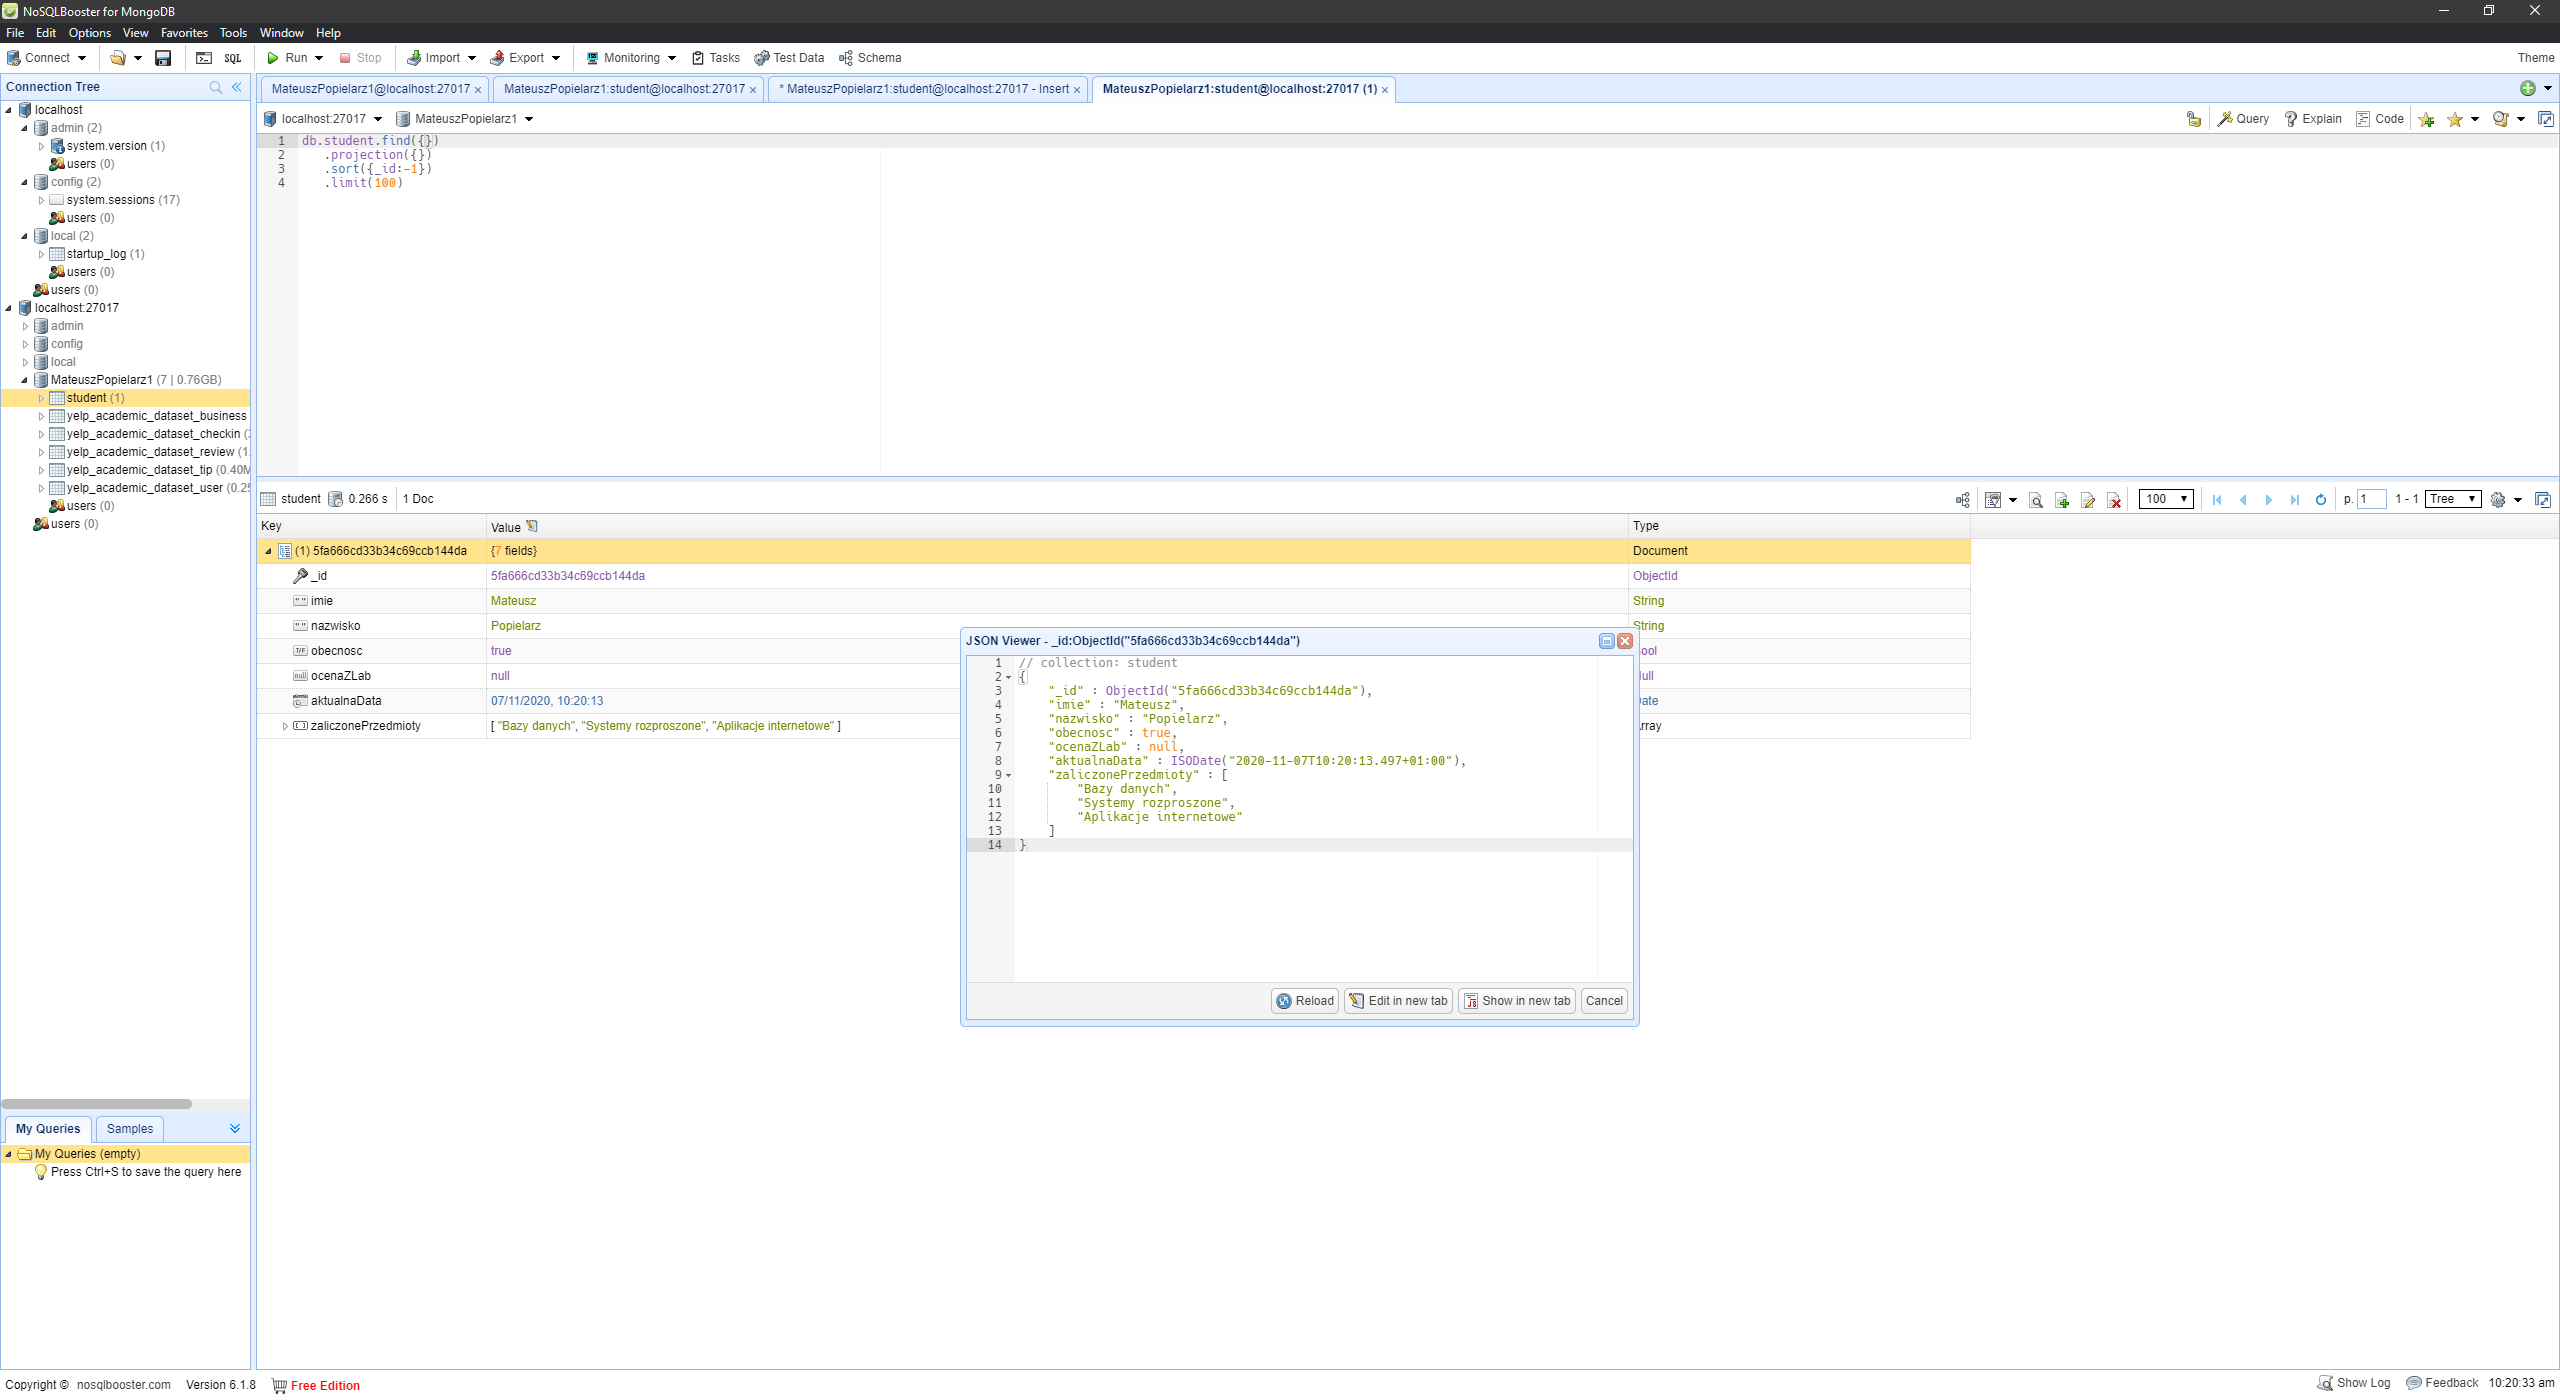 NoSQLBooster for MongoDB
File Edit Options View Favorites Tools Window Help
Connect SQL Run Stop Import Export Monitoring Tasks Test Data Schema Theme
Connection Tree
localhost
admin (2)
system.version (1)
users (0)
config (2)
system.sessions (17)
users (0)
local (2)
startup_log (1)
users (0)
users (0)
localhost:27017
admin
config
local
MateuszPopielarz1 (7 | 0.76GB)
student (1)
yelp_academic_dataset_business
yelp_academic_dataset_checkin
yelp_academic_dataset_review (1.
yelp_academic_dataset_tip (0.40M
yelp_academic_dataset_user (0.25
users (0)
users (0)
My Queries Samples
My Queries (empty)
Press Ctrl+S to save the query here
MateuszPopielarz1@localhost:27017 × MateuszPopielarz1:student@localhost:27017 × * MateuszPopielarz1:student@localhost:27017 - Insert × MateuszPopielarz1:student@localhost:27017 (1) ×
localhost:27017 MateuszPopielarz1 Query Explain Code
1 db.student.find({})
2 .projection({})
3 .sort({_id:-1})
4 .limit(100)
student 0.266 s 1 Doc 100 p. 1 1 - 1 Tree
Key Value Type
(1) 5fa666cd33b34c69ccb144da {7 fields} Document
_id 5fa666cd33b34c69ccb144da ObjectId
imie Mateusz String
nazwisko Popielarz String
obecnosc true ool
ocenaZLab null ull
aktualnaData 07/11/2020, 10:20:13 ate
zaliczonePrzedmioty [ "Bazy danych", "Systemy rozproszone", "Aplikacje internetowe" ] rray
JSON Viewer - _id:ObjectId("5fa666cd33b34c69ccb144da")
1 // collection: student
2 {
3 "_id" : ObjectId("5fa666cd33b34c69ccb144da"),
4 "imie" : "Mateusz",
5 "nazwisko" : "Popielarz",
6 "obecnosc" : true,
7 "ocenaZLab" : null,
8 "aktualnaData" : ISODate("2020-11-07T10:20:13.497+01:00"),
9 "zaliczonePrzedmioty" : [
10 "Bazy danych",
11 "Systemy rozproszone",
12 "Aplikacje internetowe"
13 ]
14 }
Reload Edit in new tab Show in new tab Cancel
Copyright © nosqlbooster.com Version 6.1.8 Free Edition Show Log Feedback 10:20:33 am